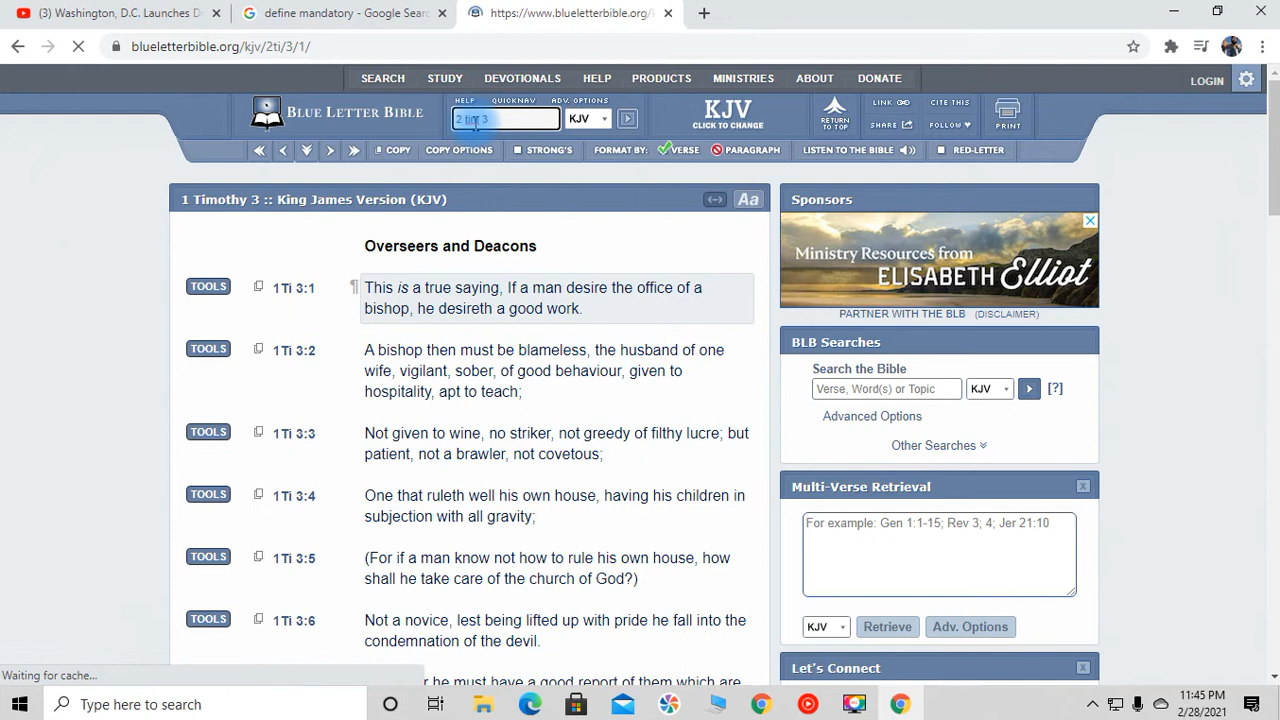 (3) Washington, D.C. Launches D
define mandatory - Google Searc
https://www.blueletterbible.org/k
blueletterbible.org/kjv/2ti/3/1/
SEARCH STUDY DEVOTIONALS HELP PRODUCTS MINISTRIES ABOUT DONATE
LOGIN
HELP QUICKNAV ADV. OPTIONS
BLUE LETTER BIBLE
2 tim 3
KJV
KJV
CLICK TO CHANGE
RETURN
TO TOP
LINK
CITE THIS
SHARE
FOLLOW
PRINT
COPY COPY OPTIONS STRONG'S FORMAT BY: VERSE PARAGRAPH LISTEN TO THE BIBLE RED-LETTER
1 Timothy 3 :: King James Version (KJV)
Aa
Overseers and Deacons
TOOLS 1Ti 3:1 ¶ This is a true saying, If a man desire the office of a
bishop, he desireth a good work.
TOOLS 1Ti 3:2 A bishop then must be blameless, the husband of one
wife, vigilant, sober, of good behaviour, given to
hospitality, apt to teach;
TOOLS 1Ti 3:3 Not given to wine, no striker, not greedy of filthy lucre; but
patient, not a brawler, not covetous;
TOOLS 1Ti 3:4 One that ruleth well his own house, having his children in
subjection with all gravity;
TOOLS 1Ti 3:5 (For if a man know not how to rule his own house, how
shall he take care of the church of God?)
TOOLS 1Ti 3:6 Not a novice, lest being lifted up with pride he fall into the
condemnation of the devil.
he must have a good report of them which are
Sponsors
Ministry Resources from
ELISABETH Elliot
PARTNER WITH THE BLB (DISCLAIMER)
BLB Searches
Search the Bible
Verse, Word(s) or Topic
KJV
[?]
Advanced Options
Other Searches
Multi-Verse Retrieval
For example: Gen 1:1-15; Rev 3; 4; Jer 21:10
KJV
Retrieve
Adv. Options
Let's Connect
Waiting for cache...
Type here to search
11:45 PM
2/28/2021